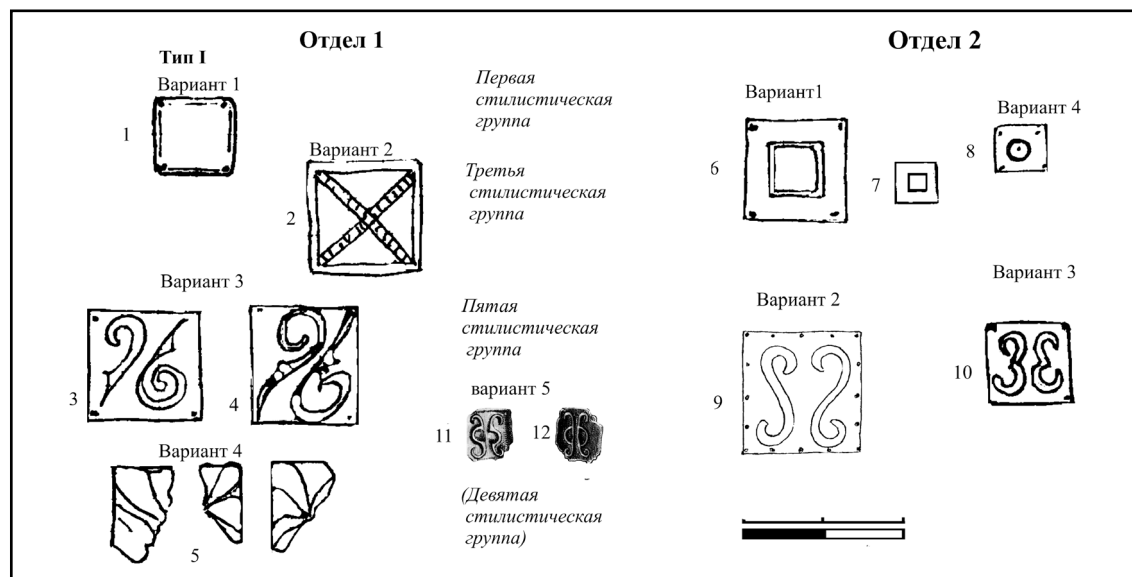 Отдел 1
Тип I
Вариант 1
1
Вариант 2
2
Вариант 3
3
4
Вариант 4
5
Первая
стилистическая
группа
Третья
стилистическая
группа
Пятая
стилистическая
группа
вариант 5
11
12
(Девятая
стилистическая
группа)
Отдел 2
Вариант1
6
7
Вариант 4
8
Вариант 2
9
Вариант 3
10